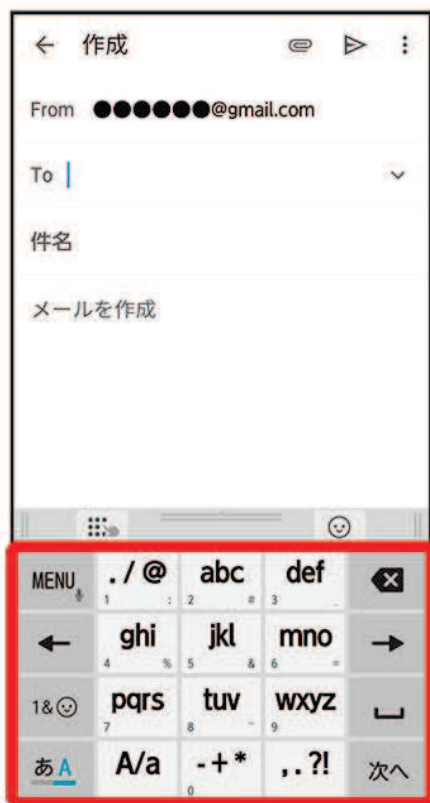 作成
From ●●●●●●@gmail.com
To
件名
メールを作成
MENU ./@ abc def
1 : 2 # 3 _
ghi jkl mno
4 % 5 & 6 =
1& pqrs tuv wxyz
7 8 ~ 9
あA A/a -+* ,.?! 次へ
0